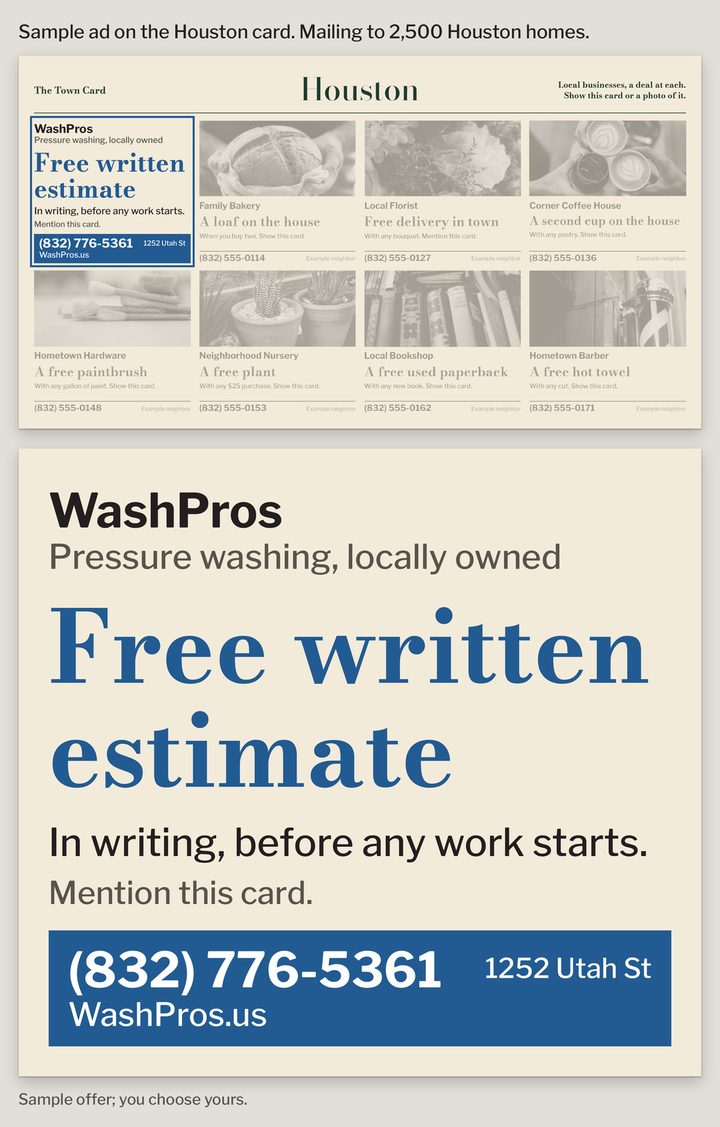 Sample ad on the Houston card. Mailing to 2,500 Houston homes.
The Town Card
Houston
Local businesses, a deal at each.
Show this card or a photo of it.
WashPros
Pressure washing, locally owned
Free written
estimate
In writing, before any work starts.
Mention this card.
(832) 776-5361 1252 Utah St
WashPros.us
Family Bakery
A loaf on the house
When you buy two. Show this card.
(832) 555-0114 Example neighbor
Local Florist
Free delivery in town
With any bouquet. Mention this card.
(832) 555-0127 Example neighbor
Corner Coffee House
A second cup on the house
With any pastry. Show this card.
(832) 555-0136 Example neighbor
Hometown Hardware
A free paintbrush
With any gallon of paint. Show this card.
(832) 555-0148 Example neighbor
Neighborhood Nursery
A free plant
With any $25 purchase. Show this card.
(832) 555-0153 Example neighbor
Local Bookshop
A free used paperback
With any new book. Show this card.
(832) 555-0162 Example neighbor
Hometown Barber
A free hot towel
With any cut. Show this card.
(832) 555-0171 Example neighbor
WashPros
Pressure washing, locally owned
Free written
estimate
In writing, before any work starts.
Mention this card.
(832) 776-5361 1252 Utah St
WashPros.us
Sample offer; you choose yours.